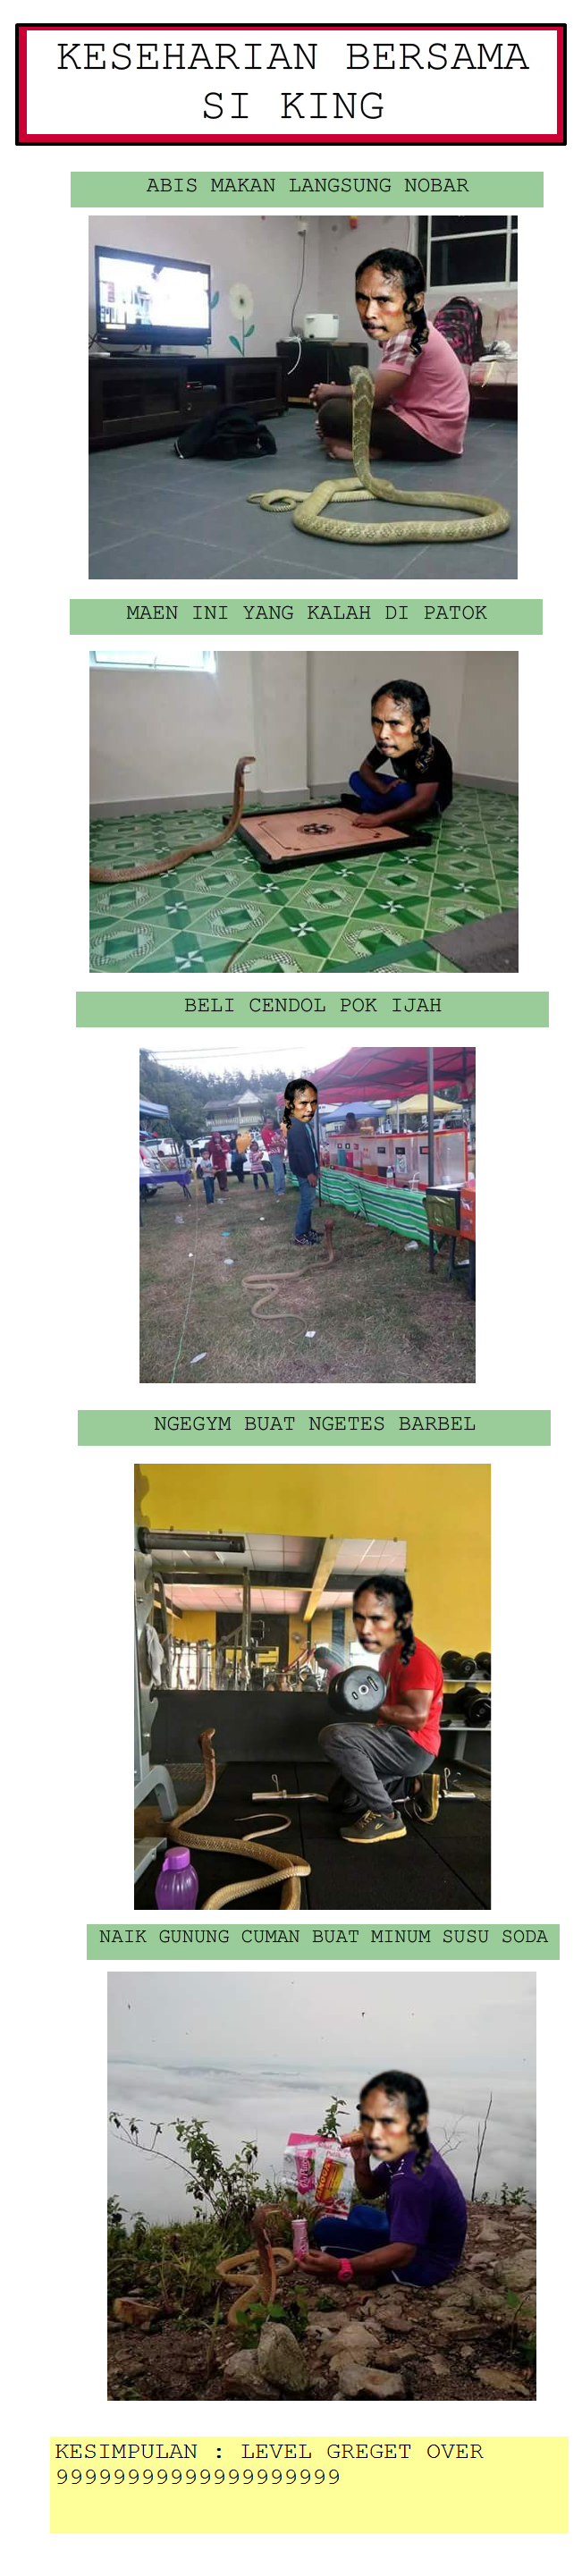 KESEHARIAN BERSAMA
SI KING
ABIS MAKAN LANGSUNG NOBAR
MAEN INI YANG KALAH DI PATOK
BELI CENDOL POK IJAH
NGEGYM BUAT NGETES BARBEL
NAIK GUNUNG CUMAN BUAT MINUM SUSU SODA
KESIMPULAN : LEVEL GREGET OVER
99999999999999999999